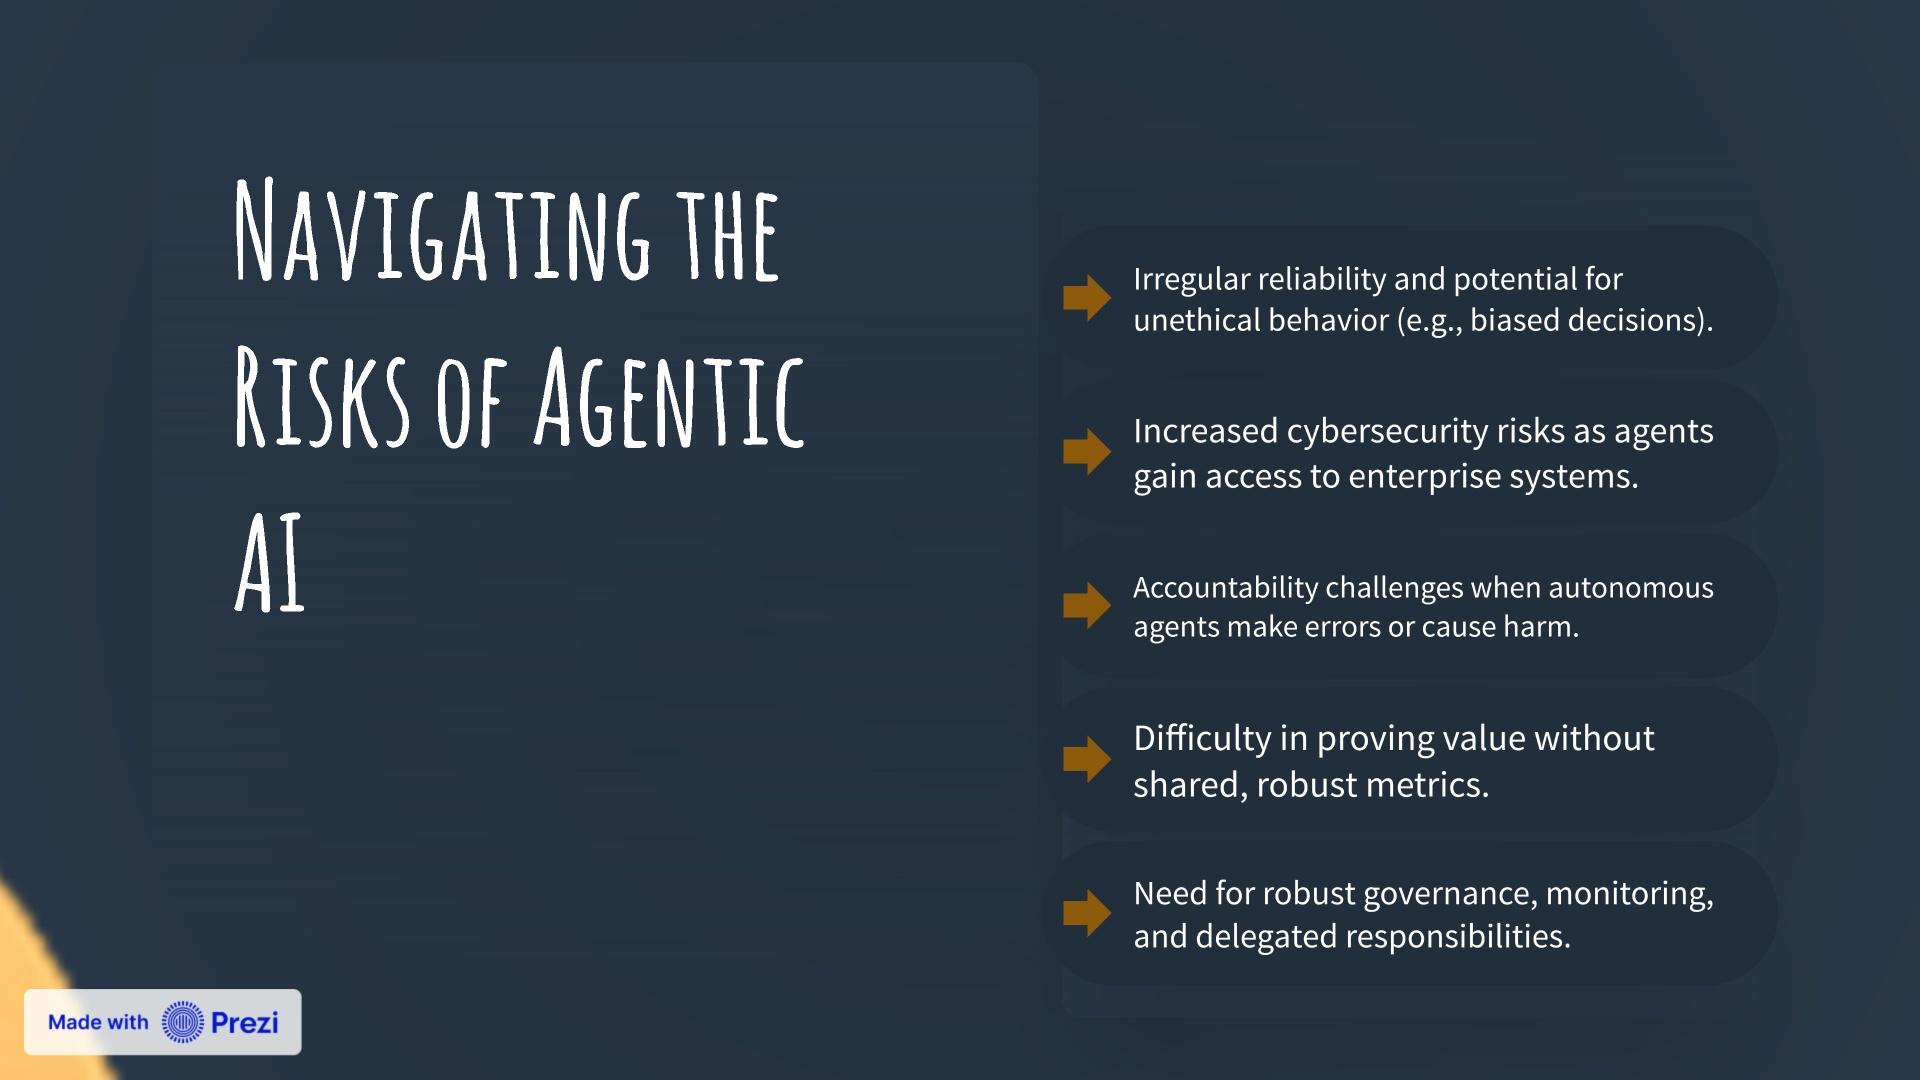 Navigating the
Risks of Agentic
AI
Irregular reliability and potential for
unethical behavior (e.g., biased decisions).
Increased cybersecurity risks as agents
gain access to enterprise systems.
Accountability challenges when autonomous
agents make errors or cause harm.
Difficulty in proving value without
shared, robust metrics.
Need for robust governance, monitoring,
and delegated responsibilities.
Made with Prezi